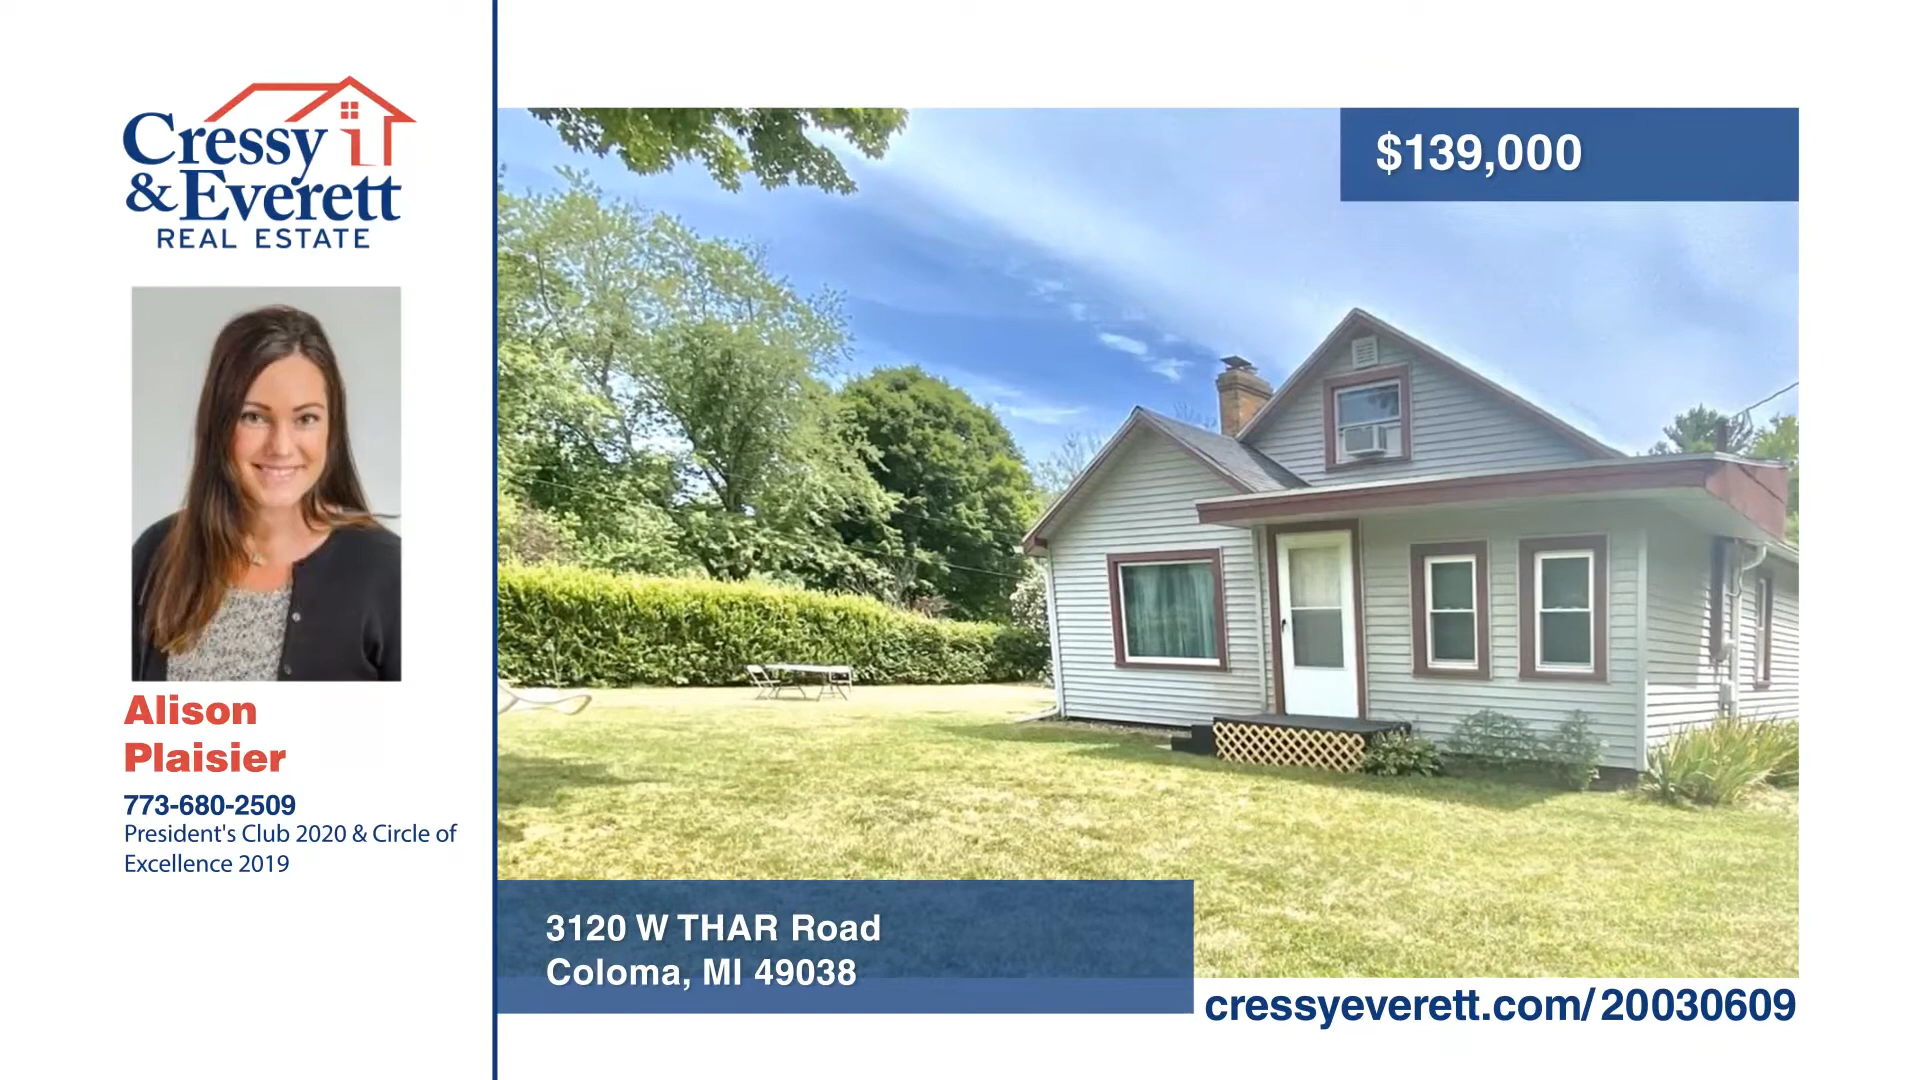 Cressy
& Everett
REAL ESTATE
Alison
Plaisier
773-680-2509
President's Club 2020 & Circle of
Excellence 2019
$139,000
3120 W THAR Road
Coloma, MI 49038
cressyeverett.com/20030609